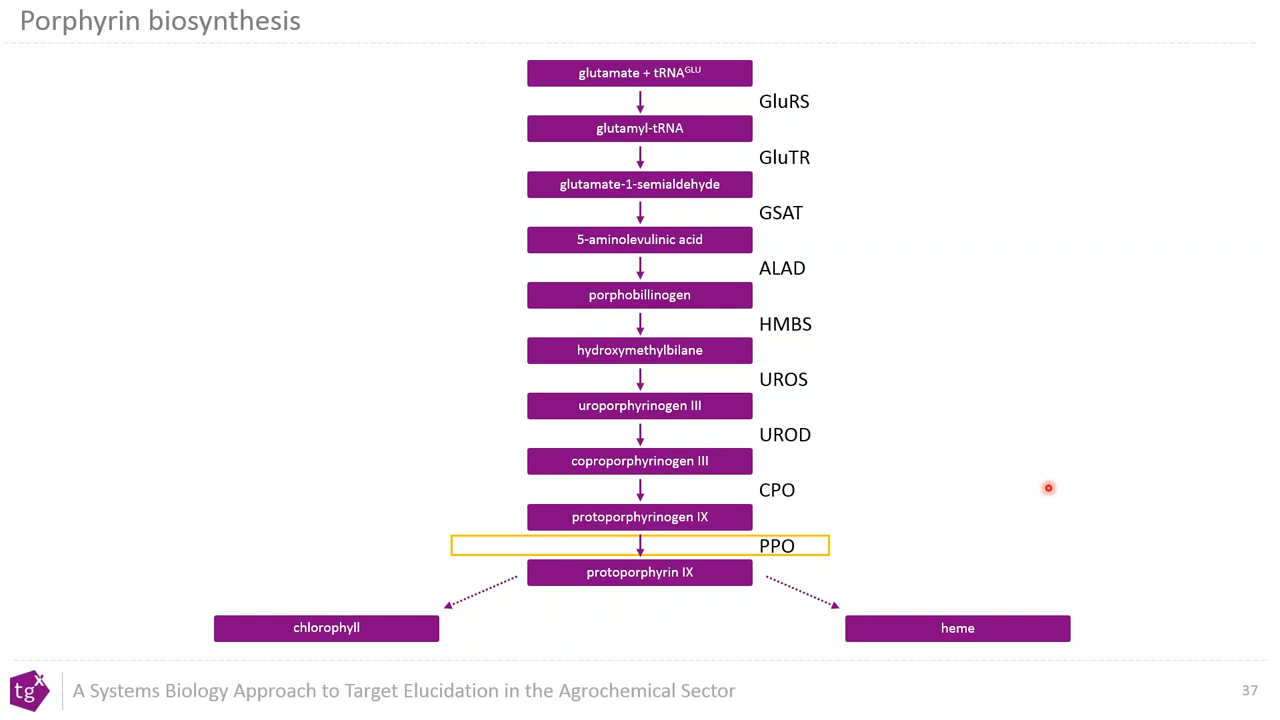 Porphyrin biosynthesis
glutamate + tRNAGLU
GluRS
glutamyl-tRNA
GluTR
glutamate-1-semialdehyde
GSAT
5-aminolevulinic acid
ALAD
porphobillinogen
HMBS
hydroxymethylbilane
UROS
uroporphyrinogen III
UROD
coproporphyrinogen III
CPO
protoporphyrinogen IX
PPO
protoporphyrin IX
chlorophyll
heme
tgx
A Systems Biology Approach to Target Elucidation in the Agrochemical Sector
37